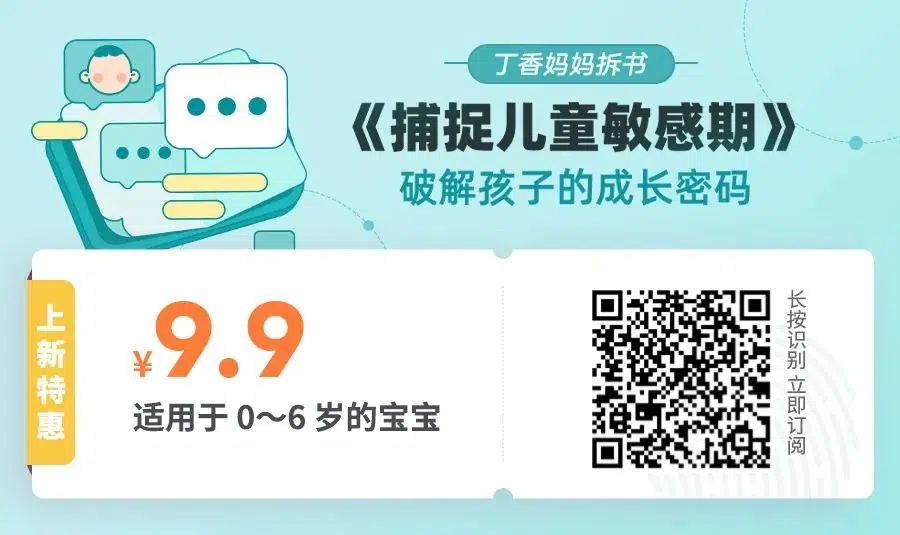 丁香妈妈拆书
《捕捉儿童敏感期》
破解孩子的成长密码
上新特惠
¥9.9
适用于 0～6 岁的宝宝
长按识别 立即订阅